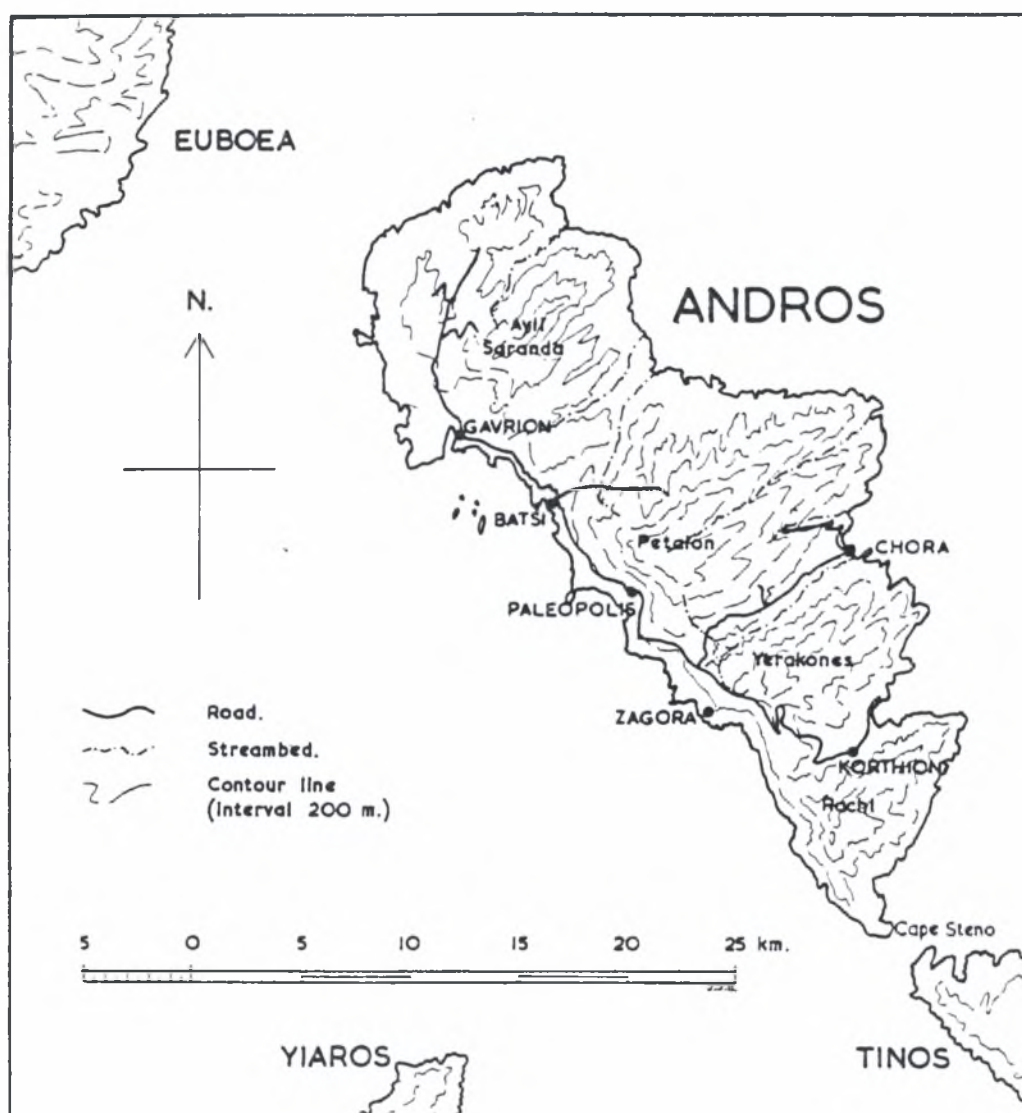 EUBOEA
ANDROS
N.
Ayii
Saranda
GAVRION
BATSI
Petalon
CHORA
PALEOPOLIS
Yerakones
ZAGORA
Road.
Streambed.
KORTHION
Contour line
(interval 200 m.)
Rachi
Cape Steno
5 0 5 10 15 20 25 km.
YIAROS
TINOS